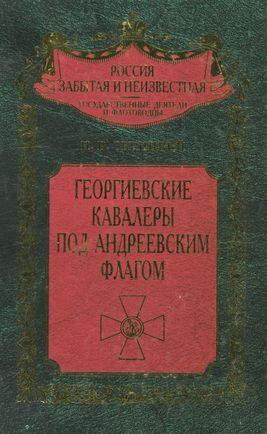 РОССИЯ
ЗАБЫТАЯ И НЕИЗВЕСТНАЯ
ГОСУДАРСТВЕННЫЕ ДЕЯТЕЛИ
И ФЛОТОВОДЦЫ
ГЕОРГИЕВСКИЕ
КАВАЛЕРЫ
ПОД АНДРЕЕВСКИМ
ФЛАГОМ